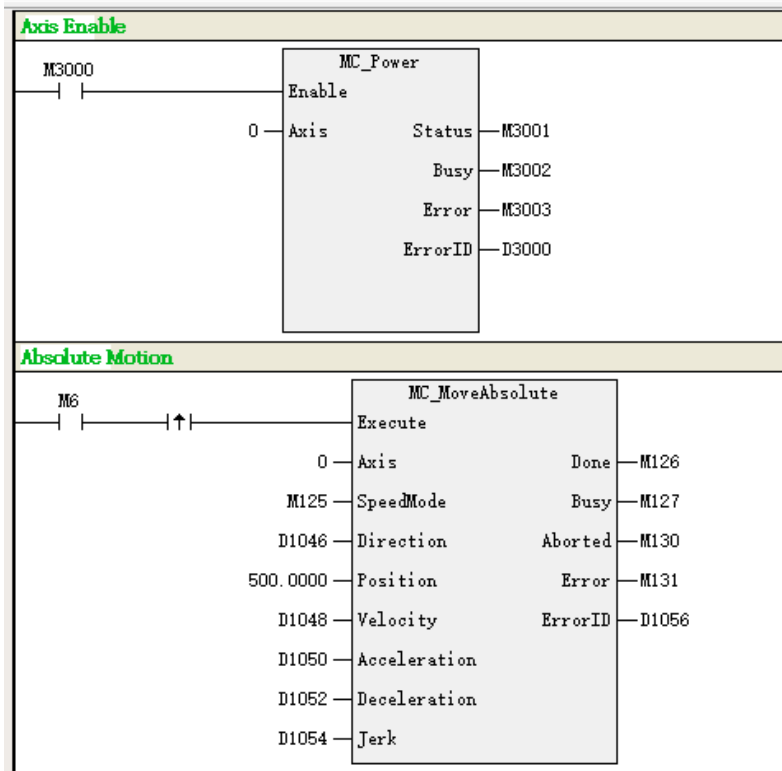 Axis Enable
M3000
MC_Power
Enable
0 Axis Status M3001
Busy M3002
Error M3003
ErrorID D3000
Absolute Motion
M6
MC_MoveAbsolute
Execute
0 Axis Done M126
M125 SpeedMode Busy M127
D1046 Direction Aborted M130
500.0000 Position Error M131
D1048 Velocity ErrorID D1056
D1050 Acceleration
D1052 Deceleration
D1054 Jerk